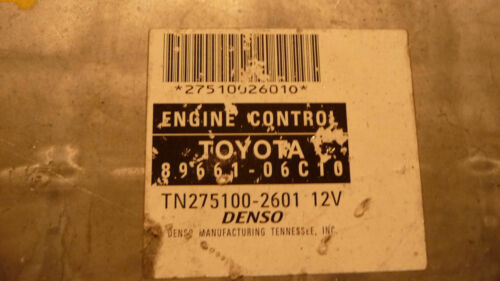 *27510026010*
ENGINE CONTROL
TOYOTA
89661-06C10
TN275100-2601 12V
DENSO
DENSO MANUFACTURING TENNESSEE, INC.